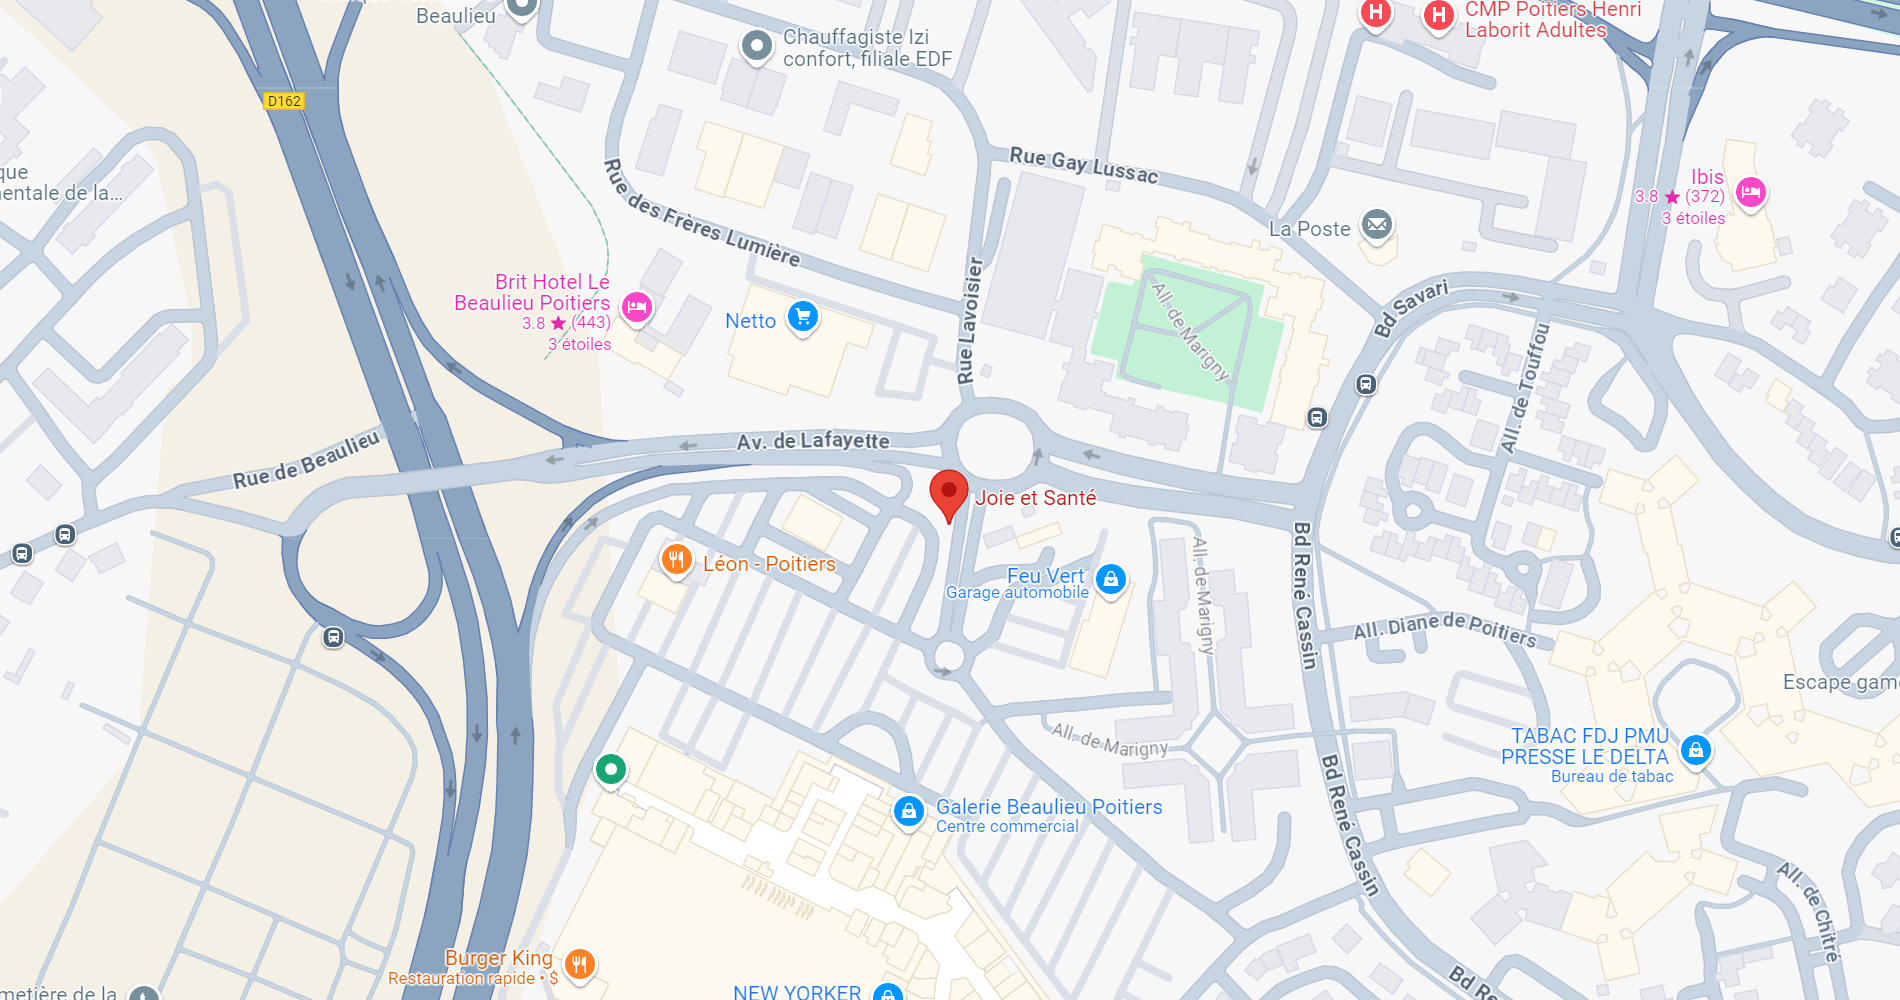 Beaulieu
Chauffagiste Izi
confort, filiale EDF
CMP Poitiers Henri
Laborit Adultes
D162
Rue Gay Lussac
Rue des Frères Lumière
entale de la...
Ibis
3.8 ★ (372)
3 étoiles
La Poste
Brit Hotel Le
Beaulieu Poitiers
3.8 ★ (443)
3 étoiles
Netto
Rue Lavoisier
All. de Marigny
Bd Savari
All. de Touffou
Av. de Lafayette
Rue de Beaulieu
Joie et Santé
Léon - Poitiers
Feu Vert
Garage automobile
All. de Marigny
Bd René Cassin
All. Diane de Poitiers
Escape game
All. de Marigny
TABAC FDJ PMU
PRESSE LE DELTA
Bureau de tabac
Bd René Cassin
Galerie Beaulieu Poitiers
Centre commercial
All. de Chitré
Burger King
Restauration rapide • $
metière de la
NEW YORKER
Bd Re